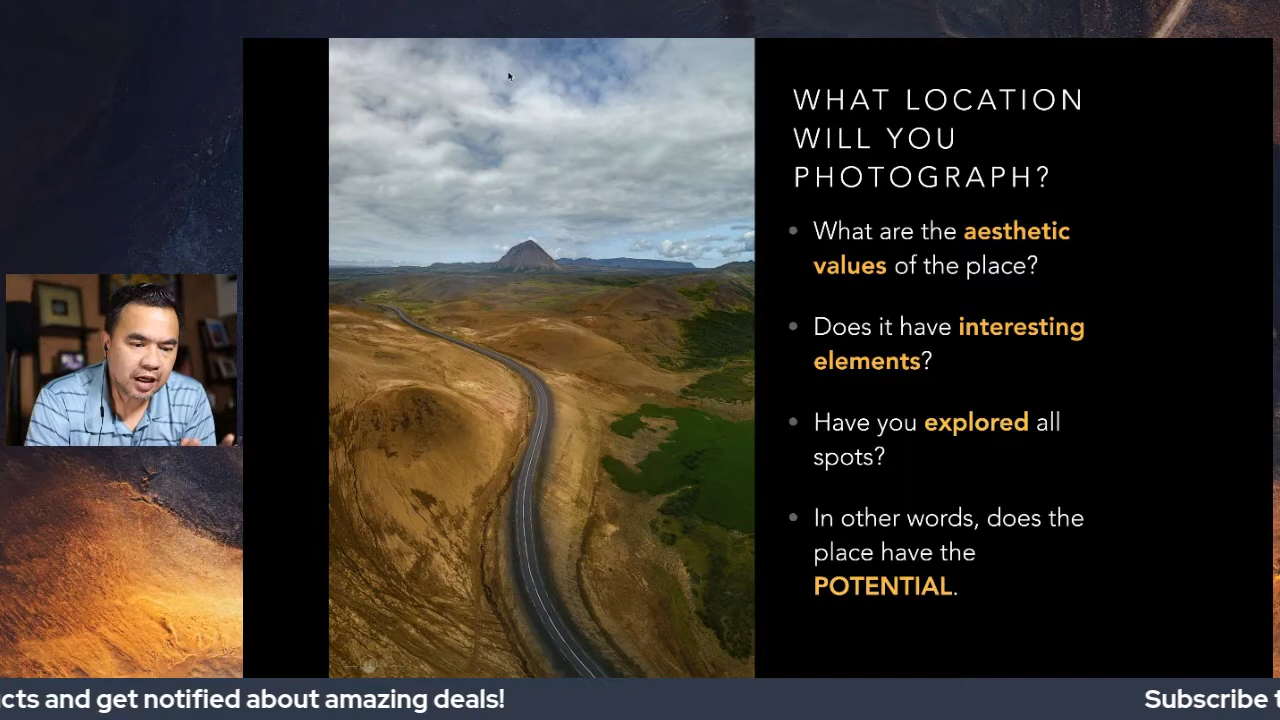 WHAT LOCATION
WILL YOU
PHOTOGRAPH?
What are the aesthetic
values of the place?
Does it have interesting
elements?
Have you explored all
spots?
In other words, does the
place have the
POTENTIAL.
cts and get notified about amazing deals!
Subscribe t